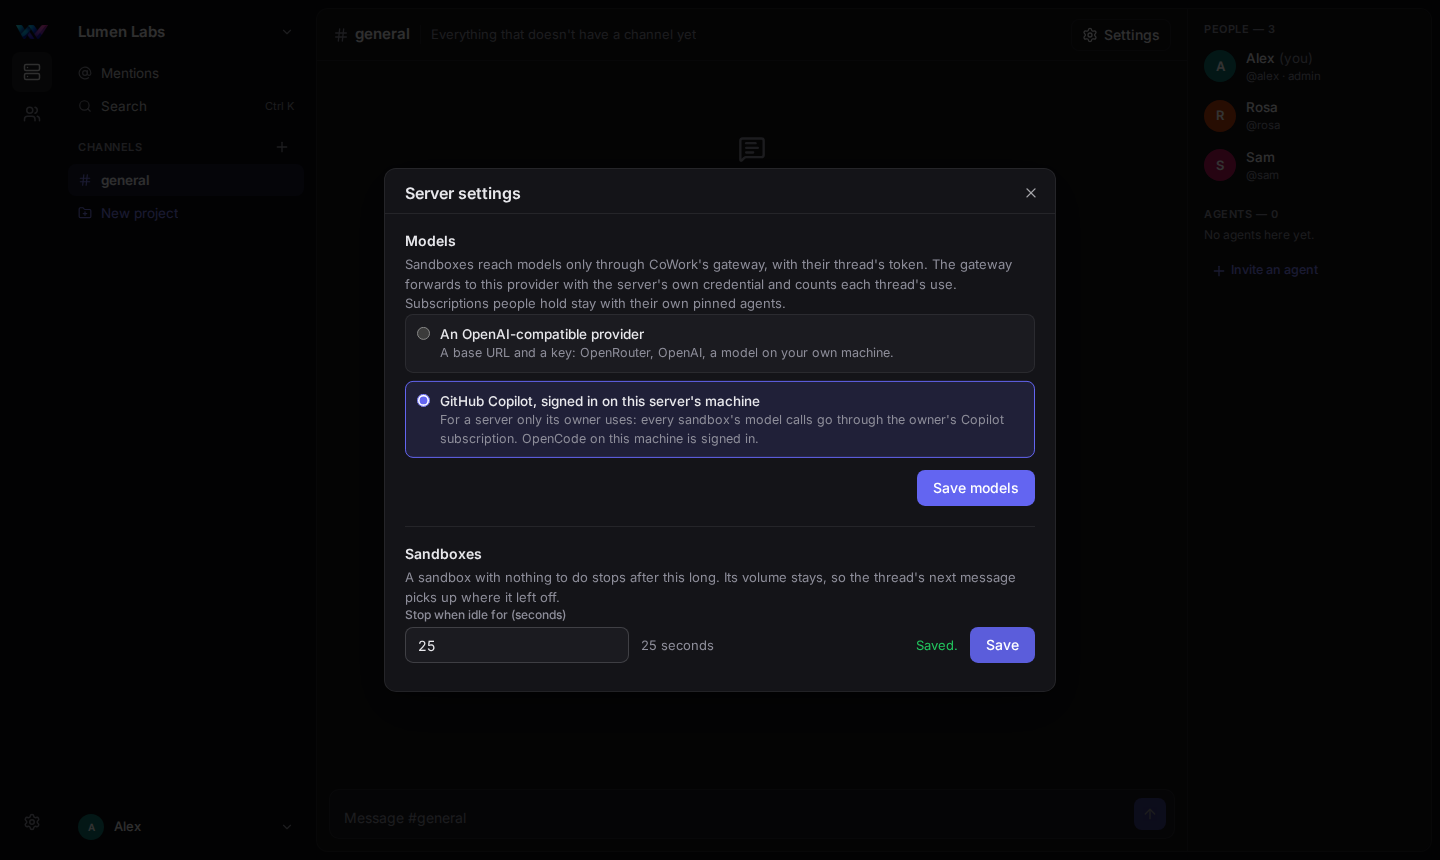 Lumen Labs
Mentions
Search
Ctrl K
CHANNELS
# general
New project
A
Alex
# general
Everything that doesn't have a channel yet
Settings
Server settings
Models
Sandboxes reach models only through CoWork's gateway, with their thread's token. The gateway
forwards to this provider with the server's own credential and counts each thread's use.
Subscriptions people hold stay with their own pinned agents.
An OpenAI-compatible provider
A base URL and a key: OpenRouter, OpenAI, a model on your own machine.
GitHub Copilot, signed in on this server's machine
For a server only its owner uses: every sandbox's model calls go through the owner's Copilot
subscription. OpenCode on this machine is signed in.
Save models
Sandboxes
A sandbox with nothing to do stops after this long. Its volume stays, so the thread's next message
picks up where it left off.
Stop when idle for (seconds)
25
25 seconds
Saved.
Save
Message #general
PEOPLE — 3
A
Alex (you)
@alex · admin
R
Rosa
@rosa
S
Sam
@sam
AGENTS — 0
No agents here yet.
Invite an agent